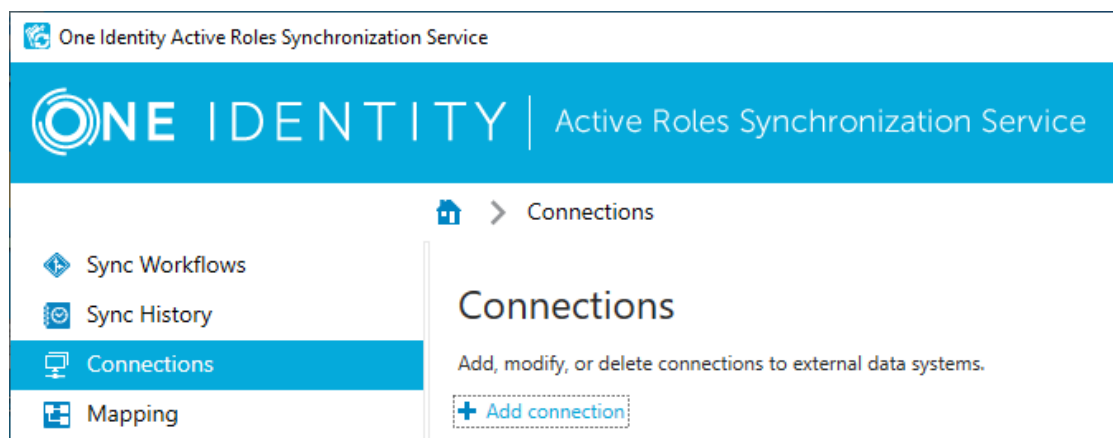 One Identity Active Roles Synchronization Service
ONE IDENTITY | Active Roles Synchronization Service
Connections
Sync Workflows
Sync History
Connections
Mapping
Connections
Add, modify, or delete connections to external data systems.
Add connection